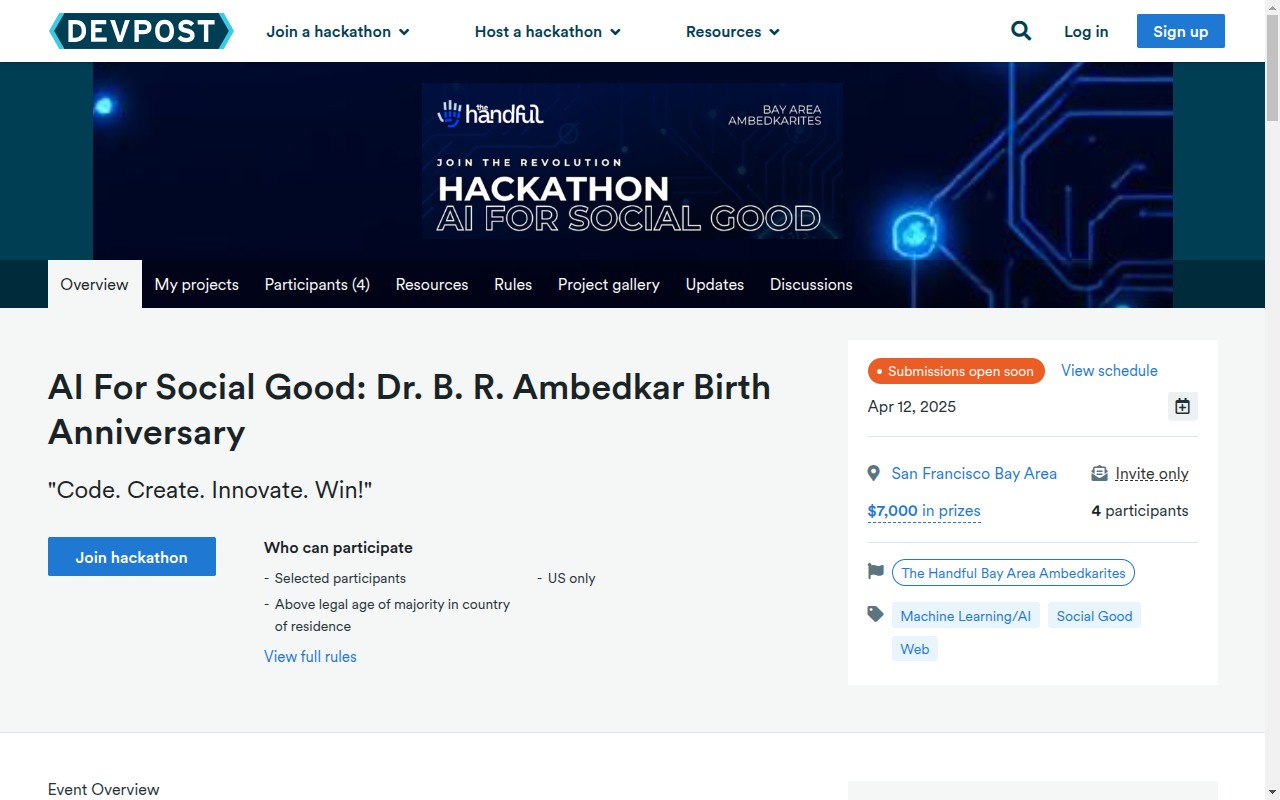 DEVPOST
Join a hackathon
Host a hackathon
Resources
Log in
Sign up
the handful
BAY AREA
AMBEDKARITES
JOIN THE REVOLUTION
HACKATHON
AI FOR SOCIAL GOOD
Overview
My projects
Participants (4)
Resources
Rules
Project gallery
Updates
Discussions
AI For Social Good: Dr. B. R. Ambedkar Birth
Anniversary
"Code. Create. Innovate. Win!"
Join hackathon
Who can participate
- Selected participants
- US only
- Above legal age of majority in country
of residence
View full rules
Submissions open soon
View schedule
Apr 12, 2025
San Francisco Bay Area
Invite only
$7,000 in prizes
4 participants
The Handful Bay Area Ambedkarites
Machine Learning/AI
Social Good
Web
Event Overview